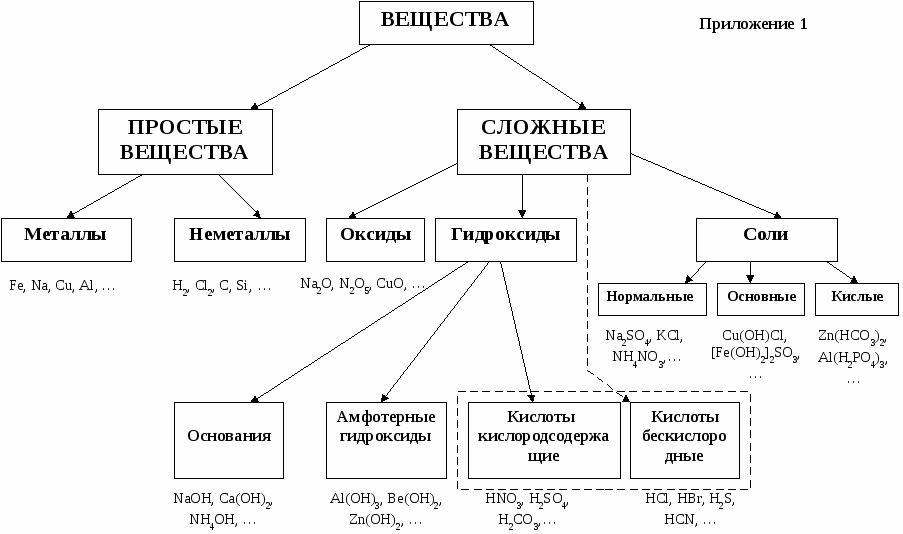 ВЕЩЕСТВА
Приложение 1
ПРОСТЫЕ
ВЕЩЕСТВА
СЛОЖНЫЕ
ВЕЩЕСТВА
Металлы
Неметаллы
Оксиды
Гидроксиды
Соли
Fe, Na, Cu, Al, …
H₂, Cl₂, C, Si, …
Na₂O, N₂O₅, CuO, …
Нормальные
Основные
Кислые
Na₂SO₄, KCl,
NH₄NO₃,…
Cu(OH)Cl,
[Fe(OH)₂]₂SO₃,
…
Zn(HCO₃)₂,
Al(H₂PO₄)₃,
…
Основания
Амфотерные
гидроксиды
Кислоты
кислородсодержа
щие
Кислоты
бескислоро
дные
NaOH, Ca(OH)₂,
NH₄OH, …
Al(OH)₃, Be(OH)₂,
Zn(OH)₂, …
HNO₃, H₂SO₄,
H₂CO₃,…
HCl, HBr, H₂S,
HCN, …